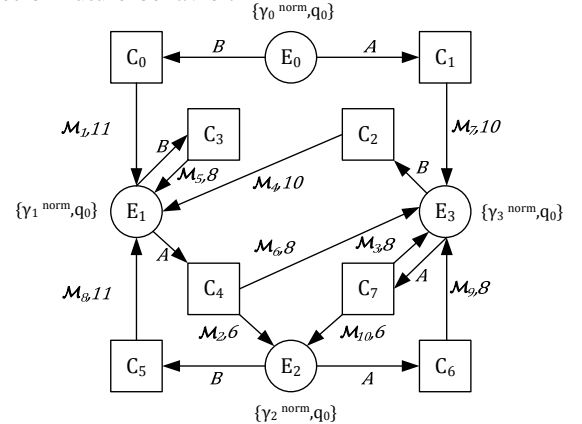 {γ₀ norm,q₀}
C₀ B E₀ A C₁
ℳ₁,11 B C₃ C₂ ℳ₇,10
ℳ₅,8 B
ℳ₄,10
{γ₁ norm,q₀} E₁ E₃ {γ₃ norm,q₀}
A ℳ₆,8 ℳ₃,8 A
ℳ₈,11 C₄ C₇ ℳ₉,8
ℳ₂,6 ℳ₁₀,6
C₅ B E₂ A C₆
{γ₂ norm,q₀}